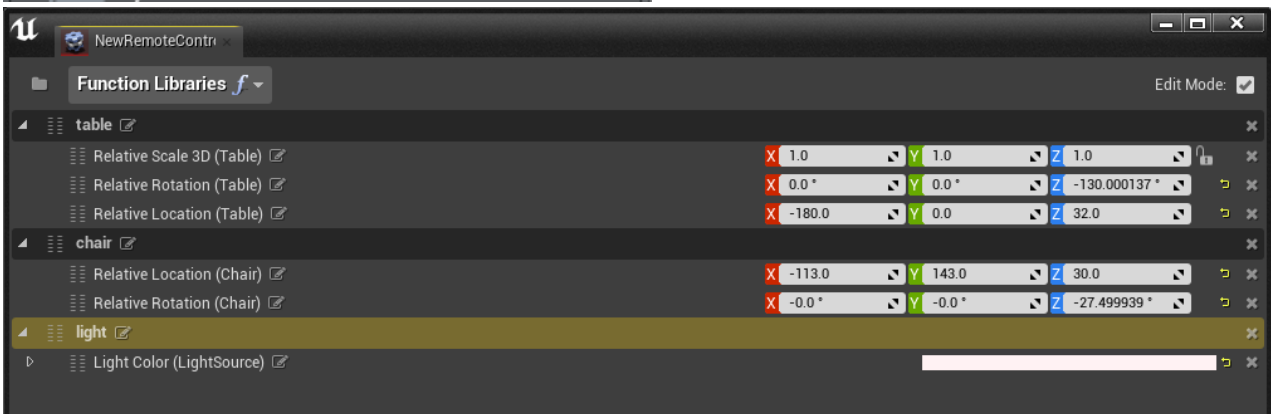 NewRemoteContr
Function Libraries f
Edit Mode:
table
Relative Scale 3D (Table) X 1.0 Y 1.0 Z 1.0
Relative Rotation (Table) X 0.0 ° Y 0.0 ° Z -130.000137 °
Relative Location (Table) X -180.0 Y 0.0 Z 32.0
chair
Relative Location (Chair) X -113.0 Y 143.0 Z 30.0
Relative Rotation (Chair) X -0.0 ° Y -0.0 ° Z -27.499939 °
light
Light Color (LightSource)